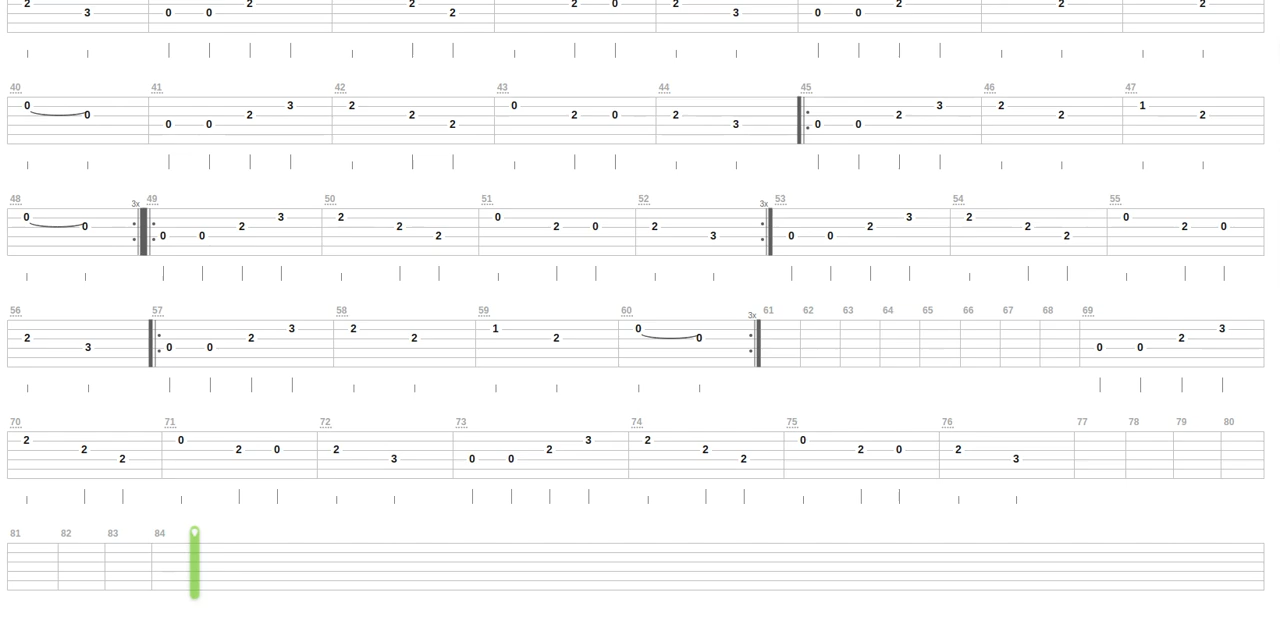 2 3 0 0 2 2 2 2 0 2 3 0 0 2 2 2
40 41 42 43 44 45 46 47
0 0 0 0 2 3 2 2 2 0 2 0 2 3 0 0 2 3 2 2 1 2
48 3x 49 50 51 52 3x 53 54 55
0 0 0 0 2 3 2 2 2 0 2 0 2 3 0 0 2 3 2 2 2 0 2 0
56 57 58 59 60 3x 61 62 63 64 65 66 67 68 69
2 3 0 0 2 3 2 2 1 2 0 0 0 0 2 3
70 71 72 73 74 75 76 77 78 79 80
2 2 2 0 2 0 2 3 0 0 2 3 2 2 2 0 2 0 2 3
81 82 83 84